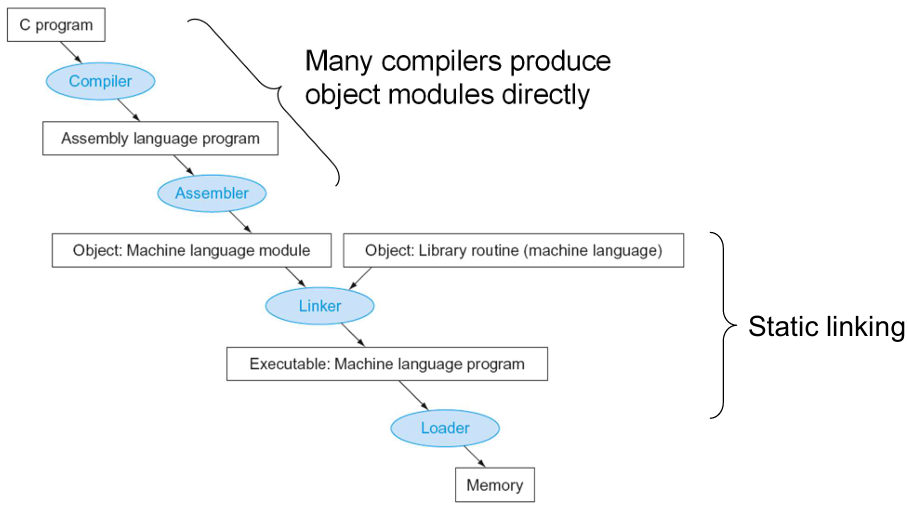 C program
Many compilers produce
object modules directly
Compiler
Assembly language program
Assembler
Object: Machine language module
Object: Library routine (machine language)
Linker
Static linking
Executable: Machine language program
Loader
Memory